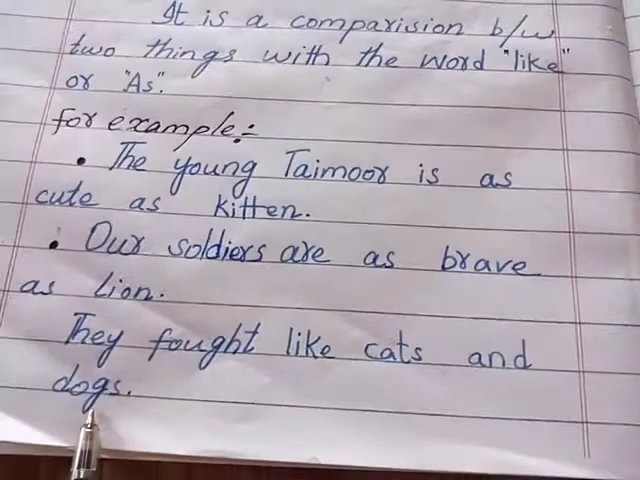 It is a comparision b/w
two things with the word "like"
or "As".
for example:-
• The young Taimoor is as
cute as kitten.
• Our soldiers are as brave
as Lion.
They fought like cats and
dogs.